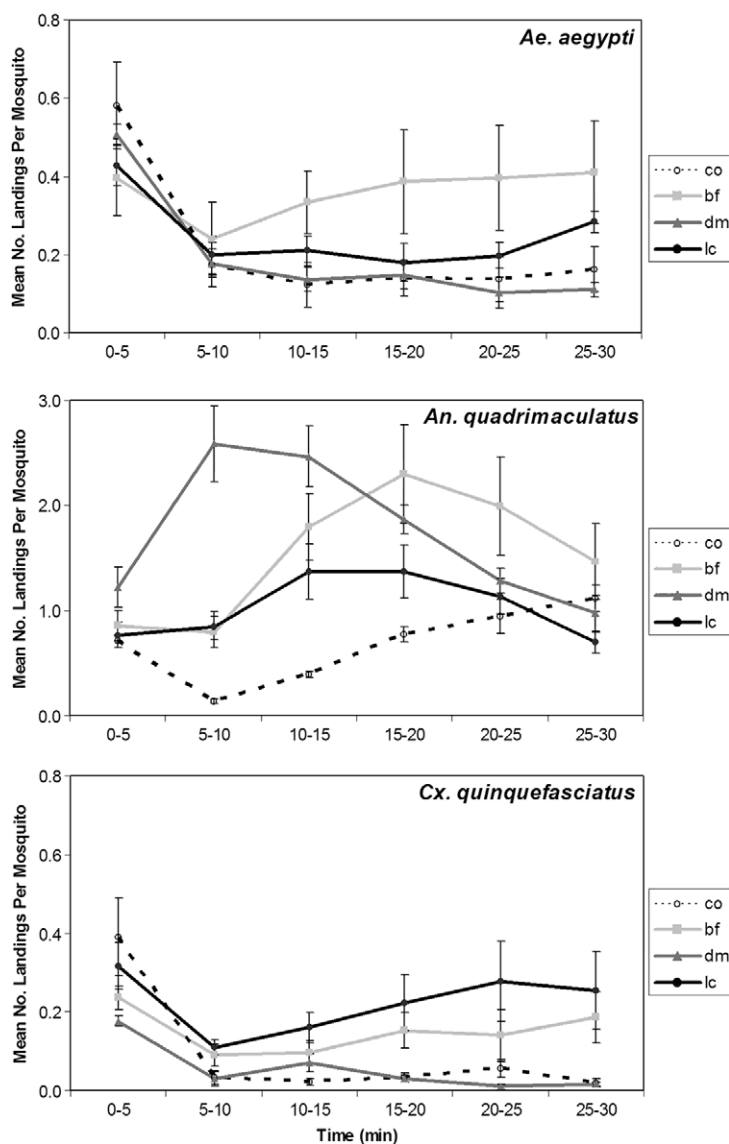 Ae. aegypti
Mean No. Landings Per Mosquito
0.8
0.6
0.4
0.2
0.0
0-5 5-10 10-15 15-20 20-25 25-30
co
bf
dm
lc
An. quadrimaculatus
Mean No. Landings Per Mosquito
3.0
2.0
1.0
0.0
0-5 5-10 10-15 15-20 20-25 25-30
co
bf
dm
lc
Cx. quinquefasciatus
Mean No. Landings Per Mosquito
0.8
0.6
0.4
0.2
0.0
0-5 5-10 10-15 15-20 20-25 25-30
Time (min)
co
bf
dm
lc